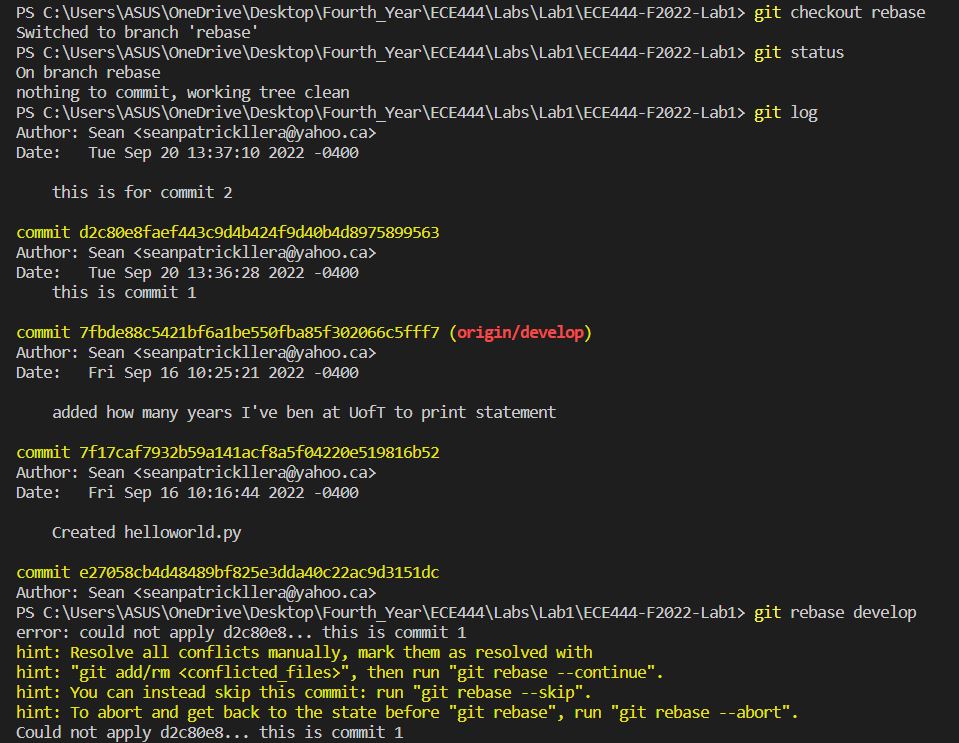 PS C:\Users\ASUS\OneDrive\Desktop\Fourth_Year\ECE444\Labs\Lab1\ECE444-F2022-Lab1> git checkout rebase
Switched to branch 'rebase'
PS C:\Users\ASUS\OneDrive\Desktop\Fourth_Year\ECE444\Labs\Lab1\ECE444-F2022-Lab1> git status
On branch rebase
nothing to commit, working tree clean
PS C:\Users\ASUS\OneDrive\Desktop\Fourth_Year\ECE444\Labs\Lab1\ECE444-F2022-Lab1> git log
Author: Sean <seanpatrickllera@yahoo.ca>
Date:   Tue Sep 20 13:37:10 2022 -0400
    this is for commit 2
commit d2c80e8faef443c9d4b424f9d40b4d8975899563
Author: Sean <seanpatrickllera@yahoo.ca>
Date:   Tue Sep 20 13:36:28 2022 -0400
    this is commit 1
commit 7fbde88c5421bf6a1be550fba85f302066c5fff7 (origin/develop)
Author: Sean <seanpatrickllera@yahoo.ca>
Date:   Fri Sep 16 10:25:21 2022 -0400
    added how many years I've ben at UofT to print statement
commit 7f17caf7932b59a141acf8a5f04220e519816b52
Author: Sean <seanpatrickllera@yahoo.ca>
Date:   Fri Sep 16 10:16:44 2022 -0400
    Created helloworld.py
commit e27058cb4d48489bf825e3dda40c22ac9d3151dc
Author: Sean <seanpatrickllera@yahoo.ca>
PS C:\Users\ASUS\OneDrive\Desktop\Fourth_Year\ECE444\Labs\Lab1\ECE444-F2022-Lab1> git rebase develop
error: could not apply d2c80e8... this is commit 1
hint: Resolve all conflicts manually, mark them as resolved with
hint: "git add/rm <conflicted_files>", then run "git rebase --continue".
hint: You can instead skip this commit: run "git rebase --skip".
hint: To abort and get back to the state before "git rebase", run "git rebase --abort".
Could not apply d2c80e8... this is commit 1